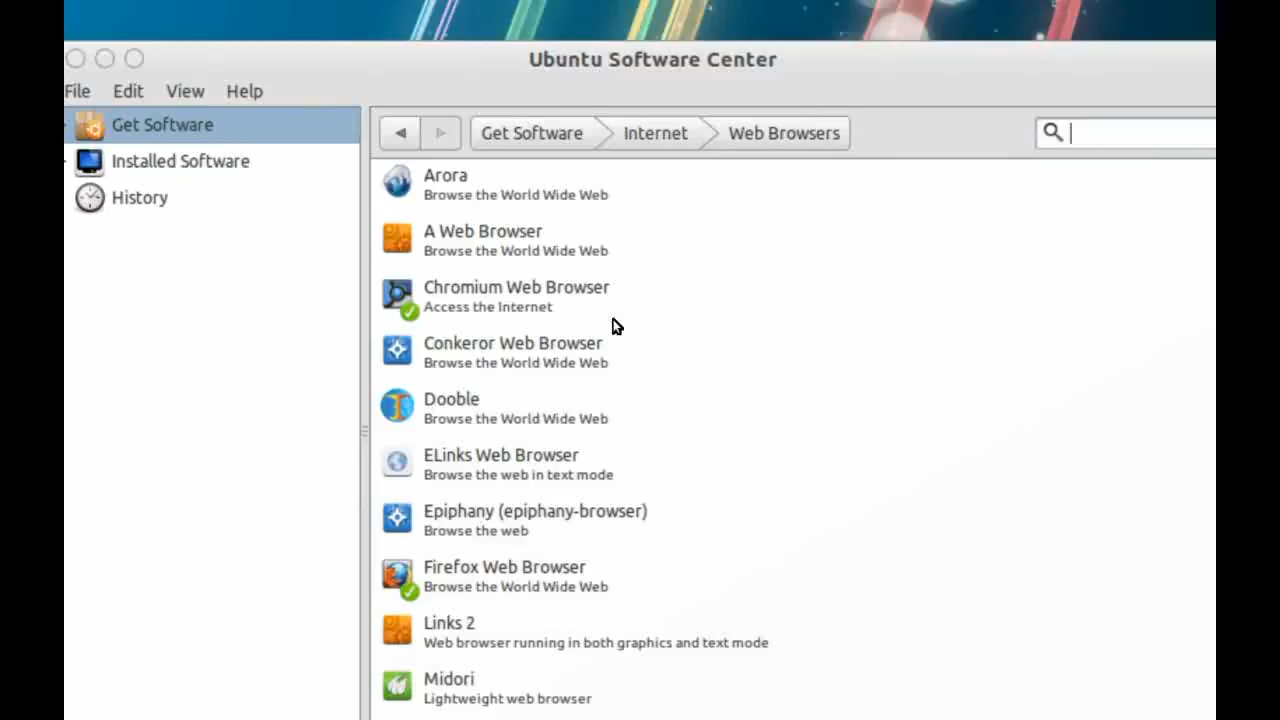 Ubuntu Software Center
File Edit View Help
Get Software
Installed Software
History
Get Software Internet Web Browsers
Arora
Browse the World Wide Web
A Web Browser
Browse the World Wide Web
Chromium Web Browser
Access the Internet
Conkeror Web Browser
Browse the World Wide Web
Dooble
Browse the World Wide Web
ELinks Web Browser
Browse the web in text mode
Epiphany (epiphany-browser)
Browse the web
Firefox Web Browser
Browse the World Wide Web
Links 2
Web browser running in both graphics and text mode
Midori
Lightweight web browser